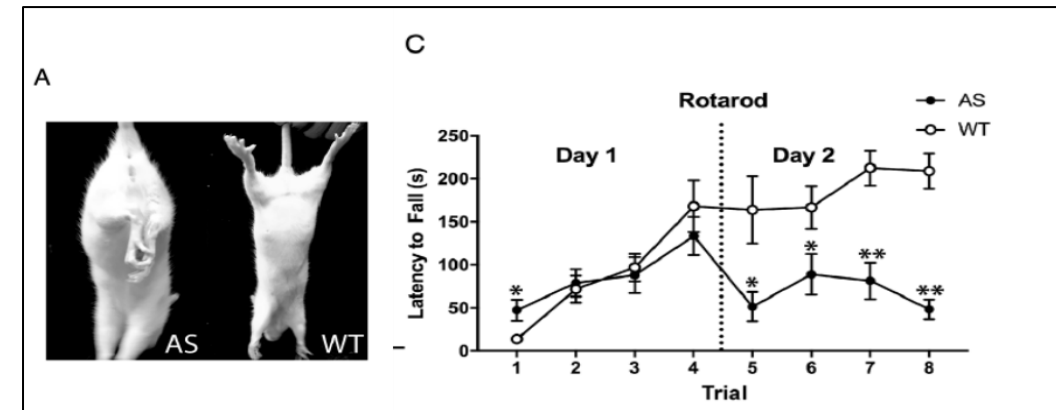 A
AS
WT
C
Rotarod
AS
WT
Day 1
Day 2
Latency to Fall (s)
250
200
150
100
50
0
*
*
*
**
**
1 2 3 4 5 6 7 8
Trial